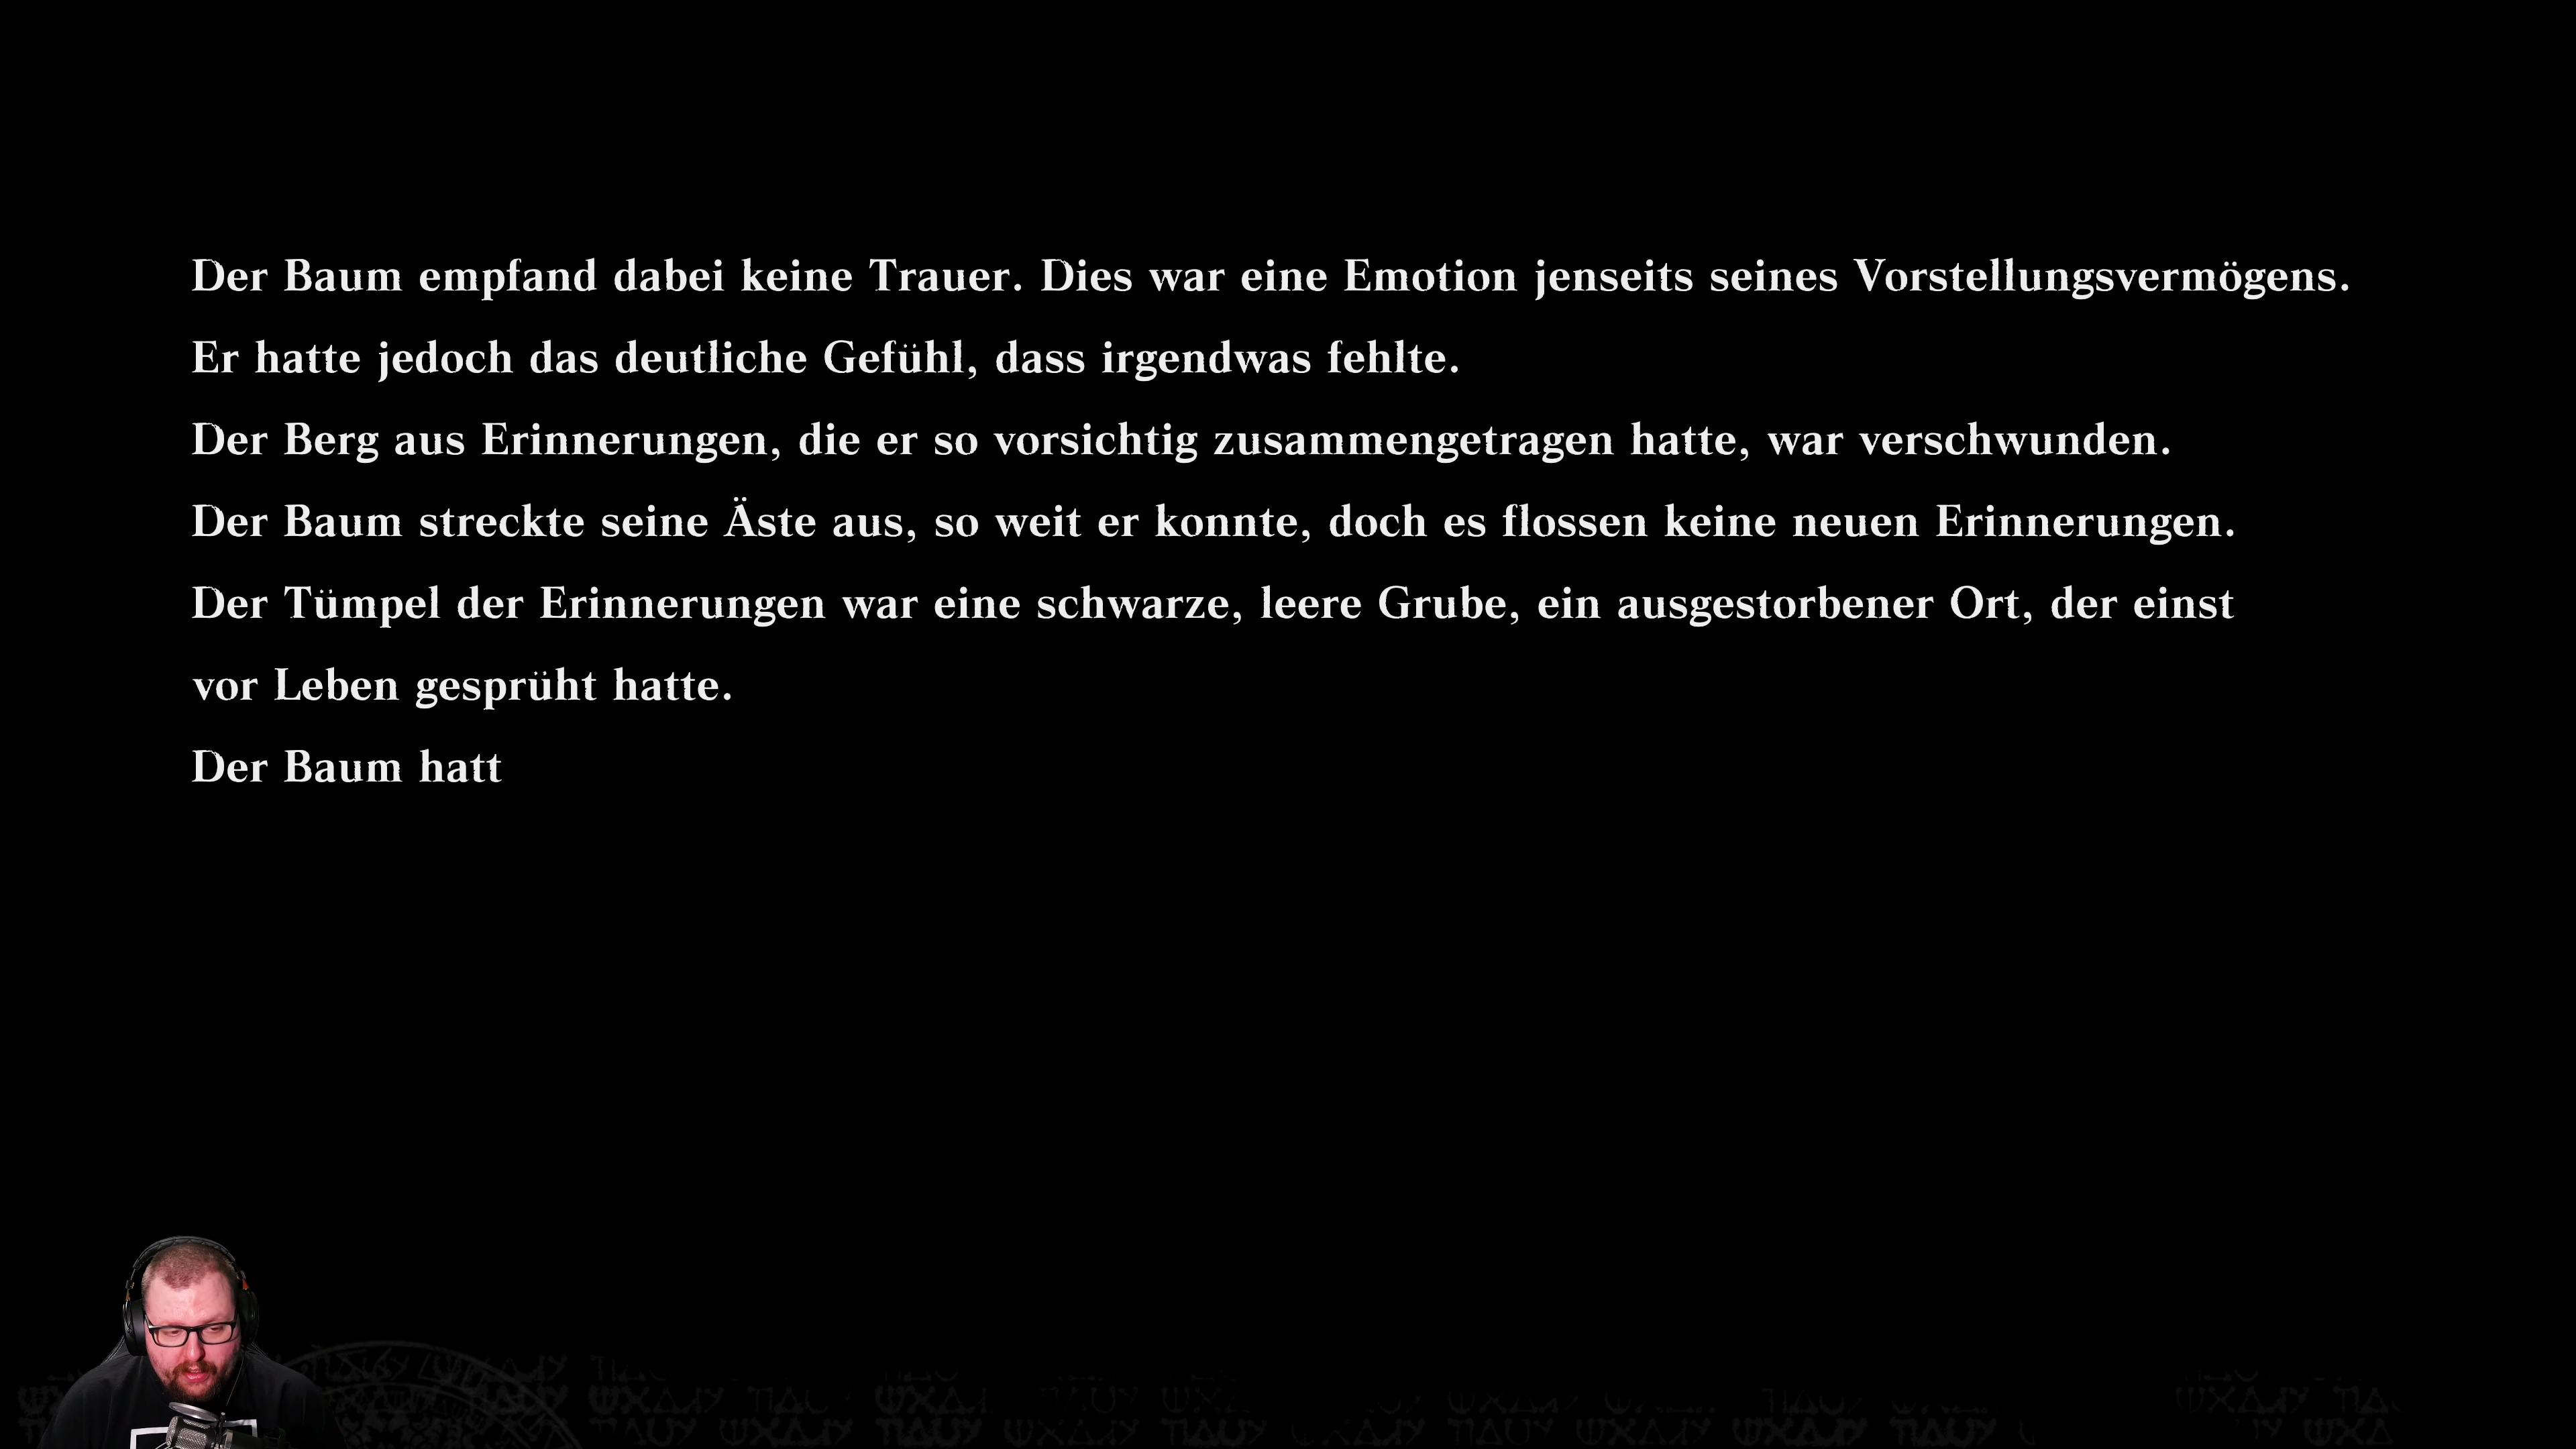 Der Baum empfand dabei keine Trauer. Dies war eine Emotion jenseits seines Vorstellungsvermögens.
Er hatte jedoch das deutliche Gefühl, dass irgendwas fehlte.
Der Berg aus Erinnerungen, die er so vorsichtig zusammengetragen hatte, war verschwunden.
Der Baum streckte seine Äste aus, so weit er konnte, doch es flossen keine neuen Erinnerungen.
Der Tümpel der Erinnerungen war eine schwarze, leere Grube, ein ausgestorbener Ort, der einst
vor Leben gesprüht hatte.
Der Baum hatt